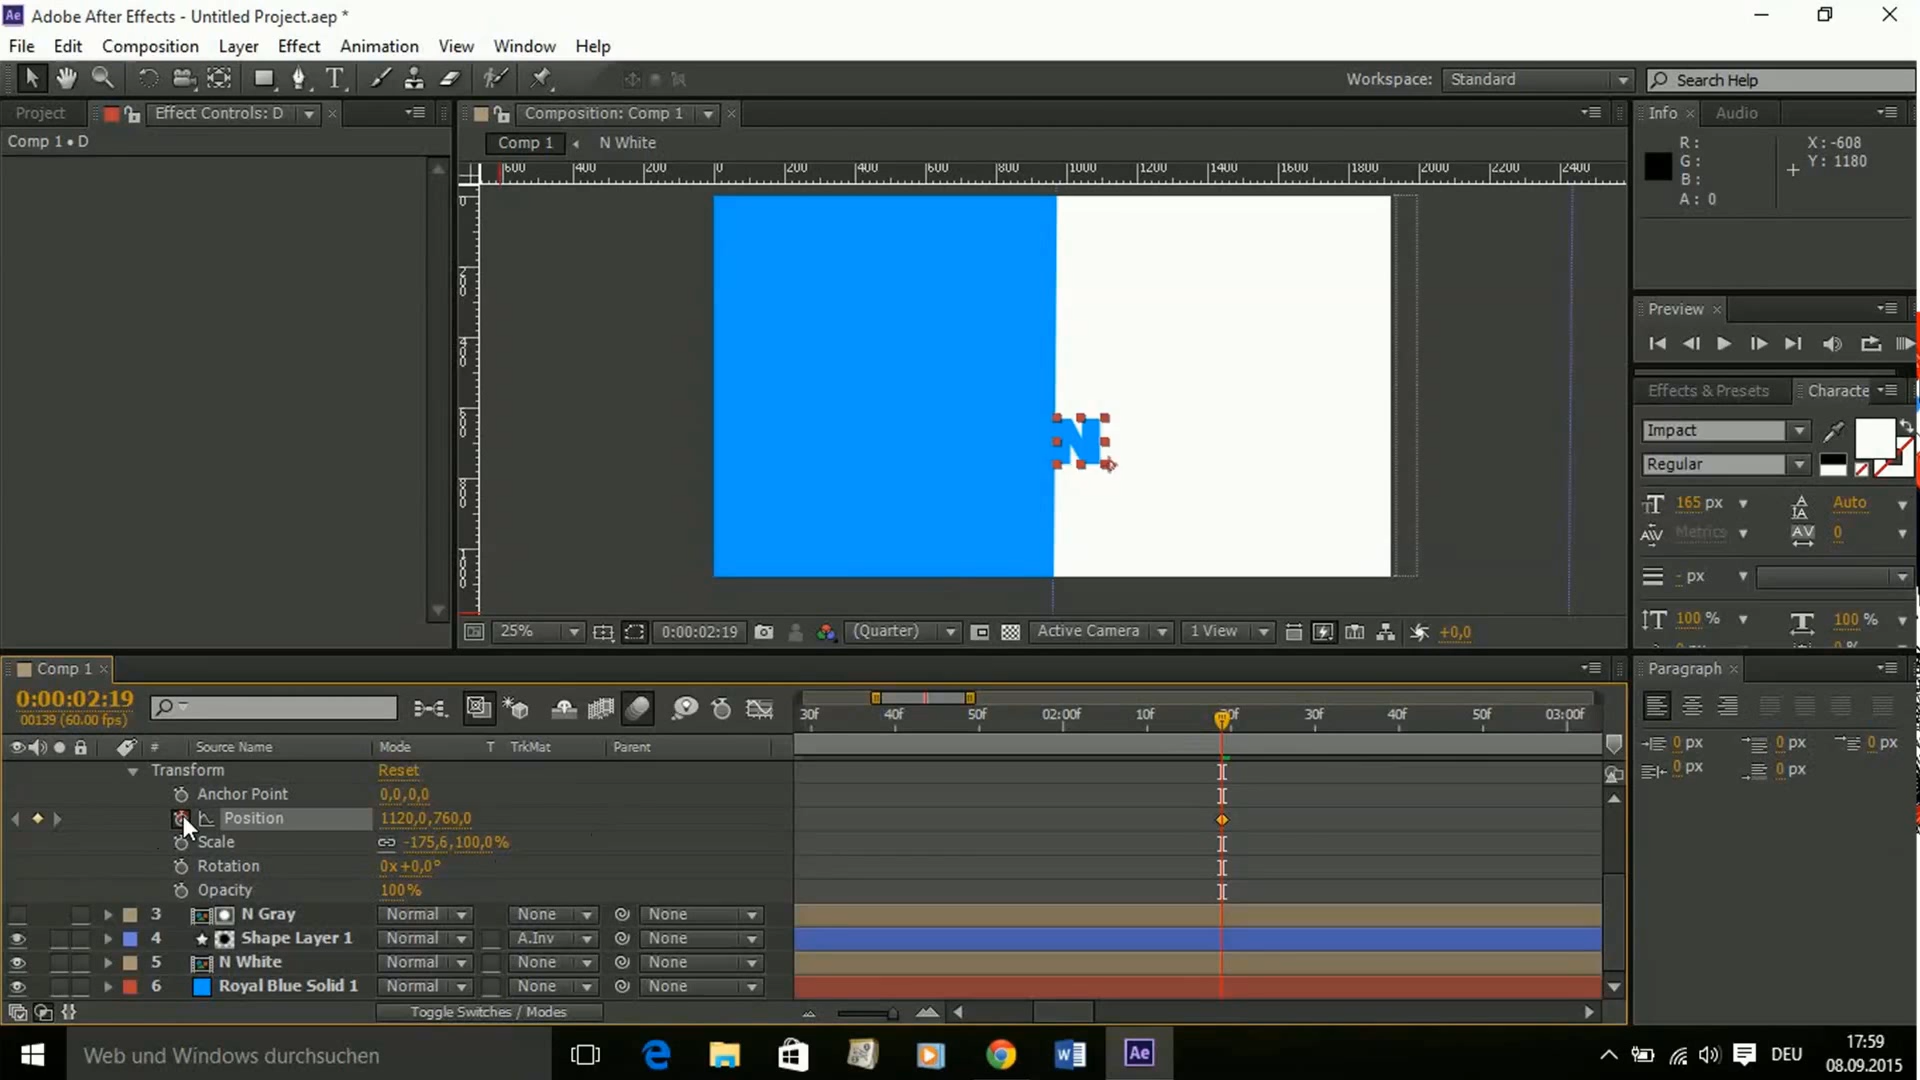 Adobe After Effects - Untitled Project.aep *
File Edit Composition Layer Effect Animation View Window Help
Workspace: Standard Search Help
Project Effect Controls: D Composition: Comp 1 Info Audio
Comp 1 • D
Comp 1 N White
R: X: -608
G: Y: 1180
B:
A: 0
600 400 200 0 200 400 600 800 1000 1200 1400 1600 1800 2000 2200 2400
0
200
400
600
800
1000
N
Preview
Effects & Presets Characte
Impact
Regular
165 px Auto
Metrics 0
- px
100 % 100 %
25% 0:00:02:19 (Quarter) Active Camera 1 View +0,0
Comp 1
Paragraph
0:00:02:19
00139 (60.00 fps)
30f 40f 50f 02:00f 10f 20f 30f 40f 50f 03:00f
# Source Name Mode T TrkMat Parent
0 px 0 px 0 px
0 px 0 px
Transform Reset
Anchor Point 0,0,0,0
Position 1120,0,760,0
Scale -175,6,100,0%
Rotation 0x+0,0°
Opacity 100%
3 N Gray Normal None None
4 Shape Layer 1 Normal A.Inv None
5 N White Normal None None
6 Royal Blue Solid 1 Normal None None
Toggle Switches / Modes
Web und Windows durchsuchen
Ae
DEU
17:59
08.09.2015